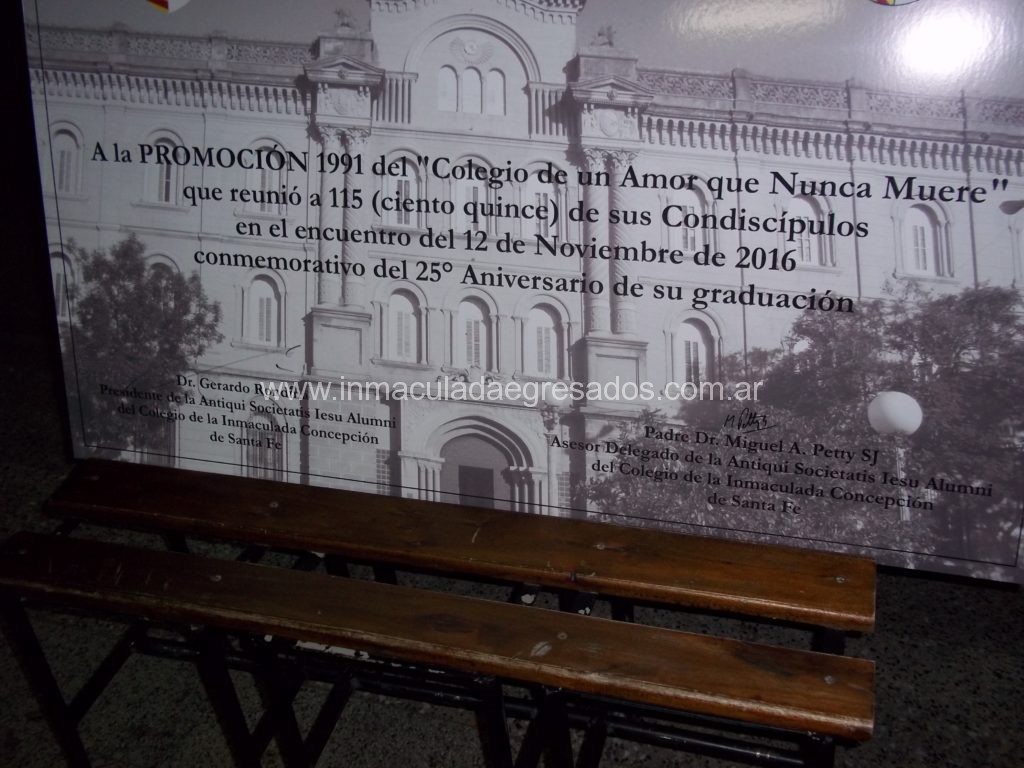 A la PROMOCIÓN 1991 del "Colegio de un Amor que Nunca Muere"
que reunió a 115 (ciento quince) de sus Condiscípulos
en el encuentro del 12 de Noviembre de 2016
conmemorativo del 25° Aniversario de su graduación
www.inmaculadaegresados.com.ar
Dr. Gerardo
Presidente de la Antiqui Societatis Iesu Alumni
del Colegio de la Inmaculada Concepción
de Santa Fe
Padre Dr. Miguel A. Petty SJ
Asesor Delegado de la Antiqui Societatis Iesu Alumni
del Colegio de la Inmaculada Concepción
de Santa Fe